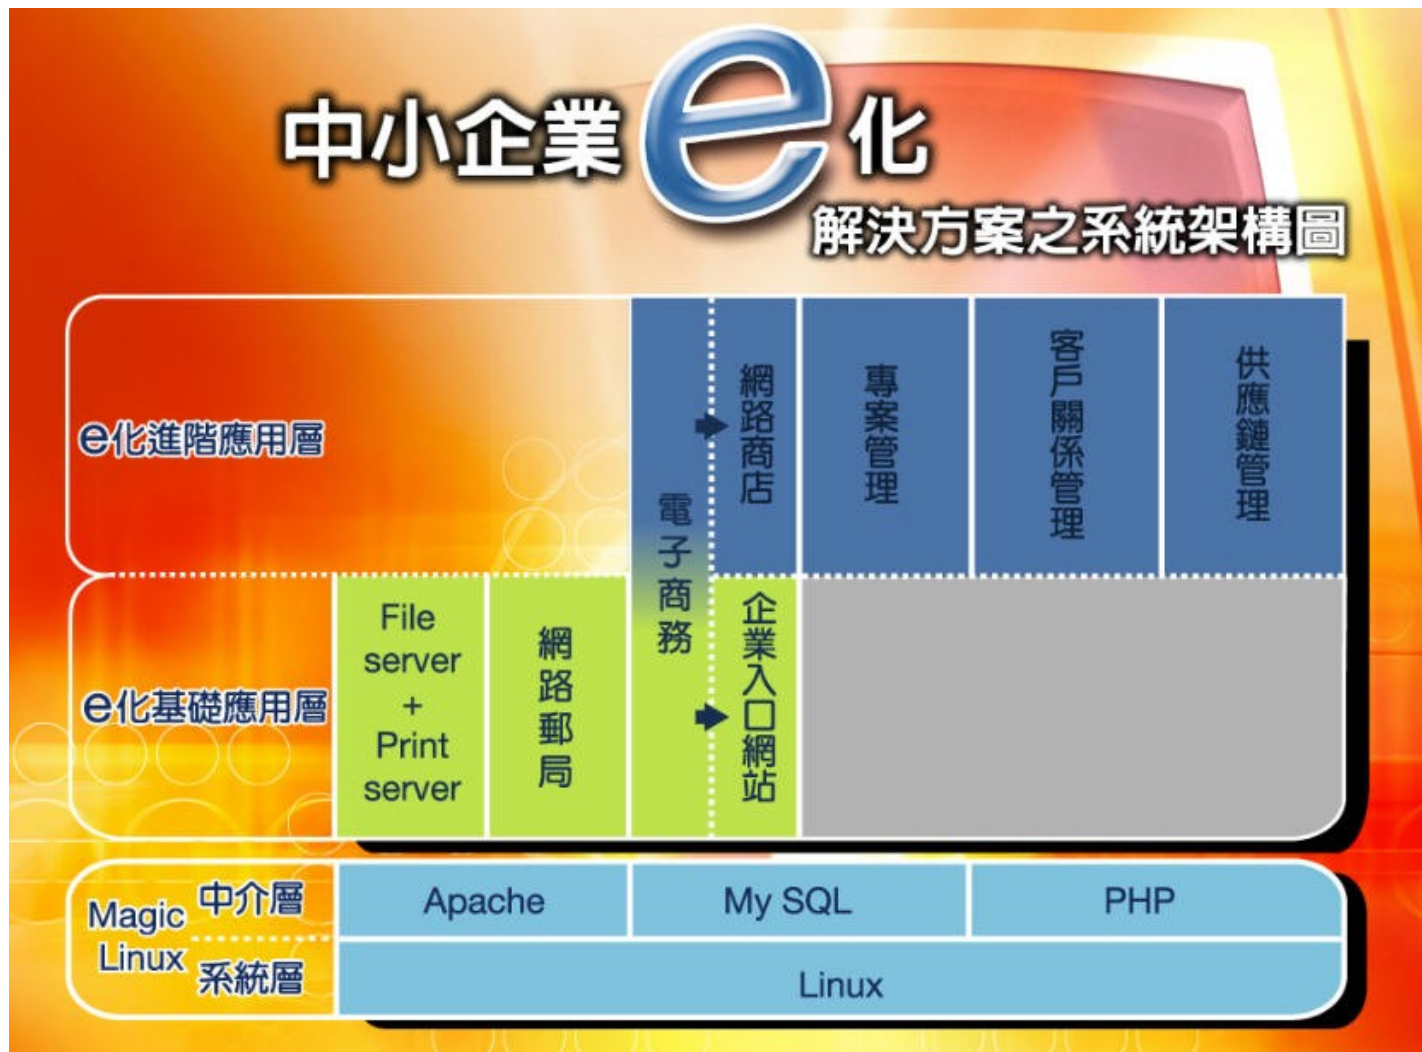 中小企業e化
解決方案之系統架構圖
e化進階應用層
電子商務
網路商店
專案管理
客戶關係管理
供應鏈管理
e化基礎應用層
File
server
+
Print
server
網路郵局
企業入口網站
Magic
Linux
中介層
Apache
My SQL
PHP
系統層
Linux